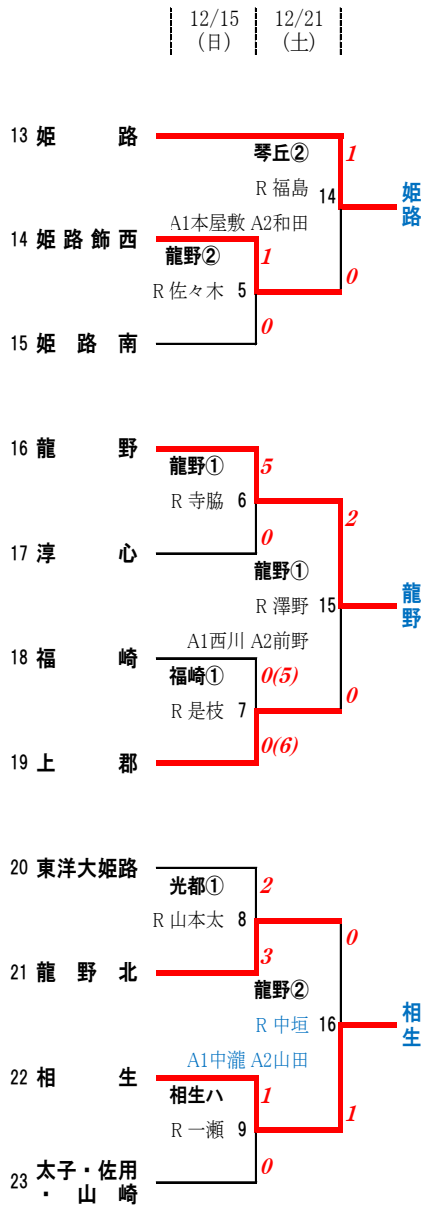 12/15 12/21
(日) (土)
13 姫 路
琴丘② 1
R 福島 14
姫路
A1本屋敷 A2和田
14 姫路飾西
龍野② 1
R 佐々木 5
0
0
15 姫路南
16 龍 野
龍野① 5
R 寺脇 6
2
0
17 淳 心
龍野①
R 澤野 15
龍野
A1西川 A2前野
18 福 崎
福崎① 0(5)
R 是枝 7
0
0(6)
19 上 郡
20 東洋大姫路
光都① 2
R 山本太 8
0
3
21 龍野北
龍野②
R 中垣 16
相生
A1中瀧 A2山田
22 相 生
相生ハ 1
R 一瀬 9
1
0
23 太子・佐用
・山崎